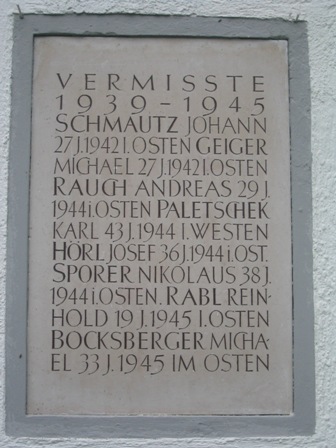 VERMISSTE
1939-1945
SCHMAUTZ JOHANN
27 J. 1942 I. OSTEN GEIGER
MICHAEL 27 J. 1942 I. OSTEN
RAUCH ANDREAS 29 J.
1944 i. OSTEN PALETSCHEK
KARL 43 J. 1944 I. WESTEN
HÖRL JOSEF 36 J. 1944 i. OST.
SPORER NIKOLAUS 38 J.
1944 i. OSTEN. RABL REIN-
HOLD 19 J. 1945 I. OSTEN
BOCKSBERGER MICHA-
EL 33 J. 1945 IM OSTEN